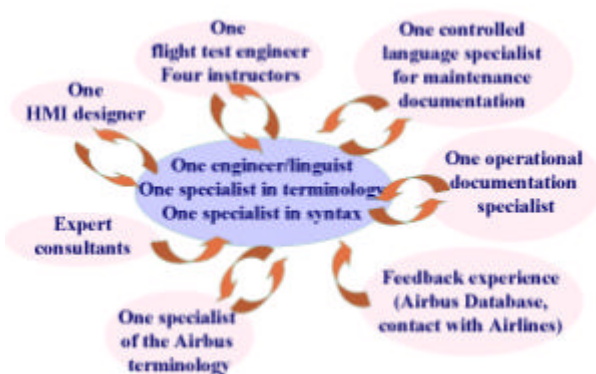 One
flight test engineer
Four instructors
One controlled
language specialist
for maintenance
documentation
One
HMI designer
One engineer/linguist
One specialist in terminology
One specialist in syntax
One operational
documentation
specialist
Expert
consultants
Feedback experience
(Airbus Database,
contact with Airlines)
One specialist
of the Airbus
terminology